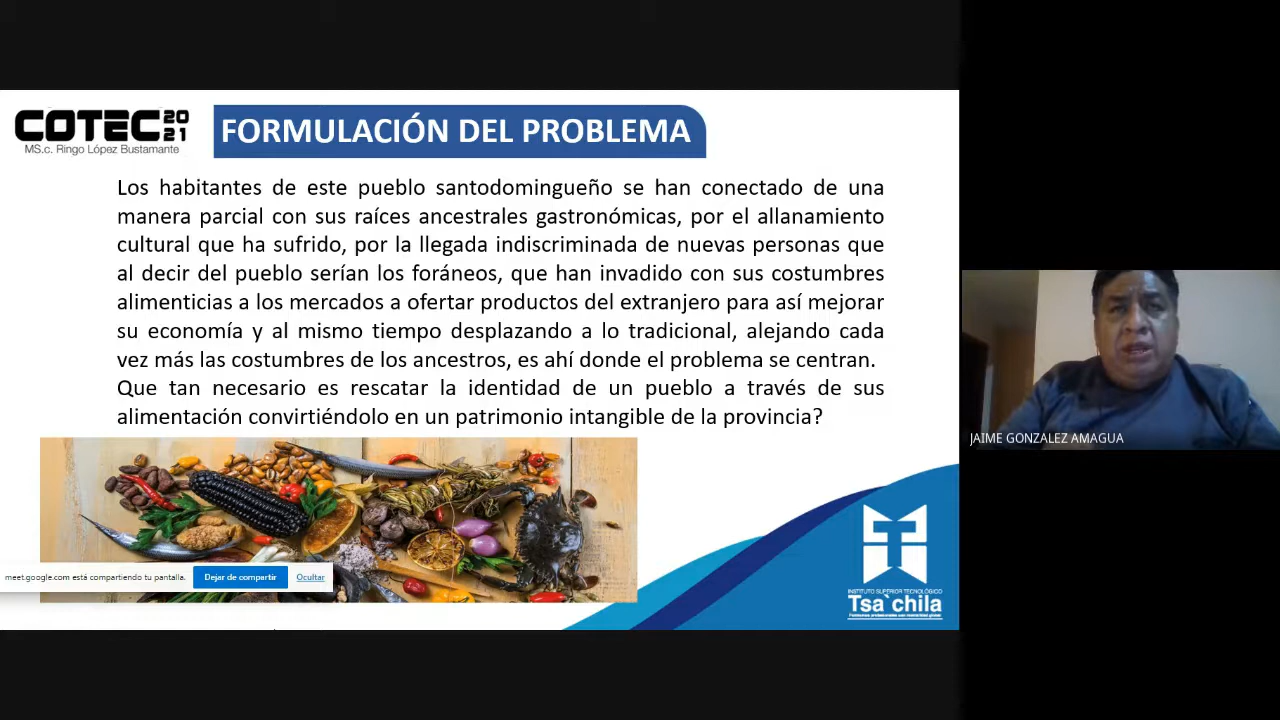 COTEC 20 21
MS.c. Ringo López Bustamante
FORMULACIÓN DEL PROBLEMA
Los habitantes de este pueblo santodomingueño se han conectado de una
manera parcial con sus raíces ancestrales gastronómicas, por el allanamiento
cultural que ha sufrido, por la llegada indiscriminada de nuevas personas que
al decir del pueblo serían los foráneos, que han invadido con sus costumbres
alimenticias a los mercados a ofertar productos del extranjero para así mejorar
su economía y al mismo tiempo desplazando a lo tradicional, alejando cada
vez más las costumbres de los ancestros, es ahí donde el problema se centran.
Que tan necesario es rescatar la identidad de un pueblo a través de sus
alimentación convirtiéndolo en un patrimonio intangible de la provincia?
JAIME GONZALEZ AMAGUA
meet.google.com está compartiendo tu pantalla.
Dejar de compartir
Ocultar
INSTITUTO SUPERIOR TECNOLÓGICO
Tsa`chila